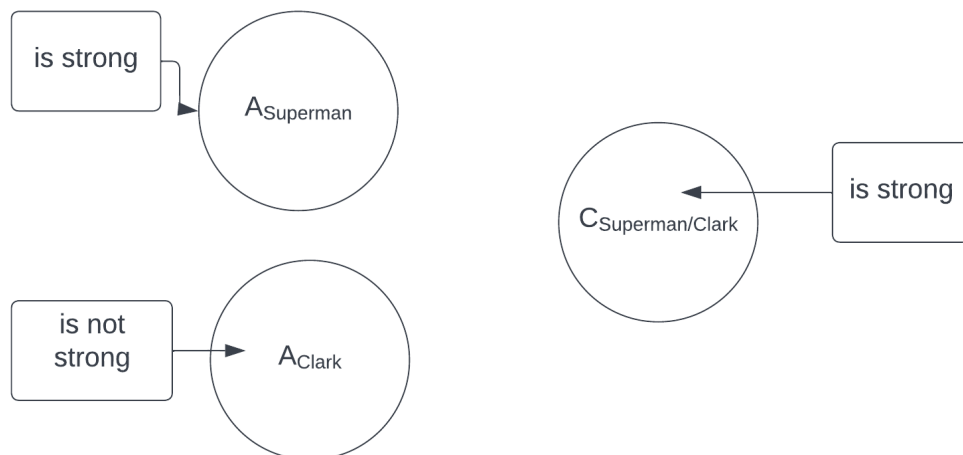 is strong
ASuperman
is not
strong
AClark
CSuperman/Clark
is strong